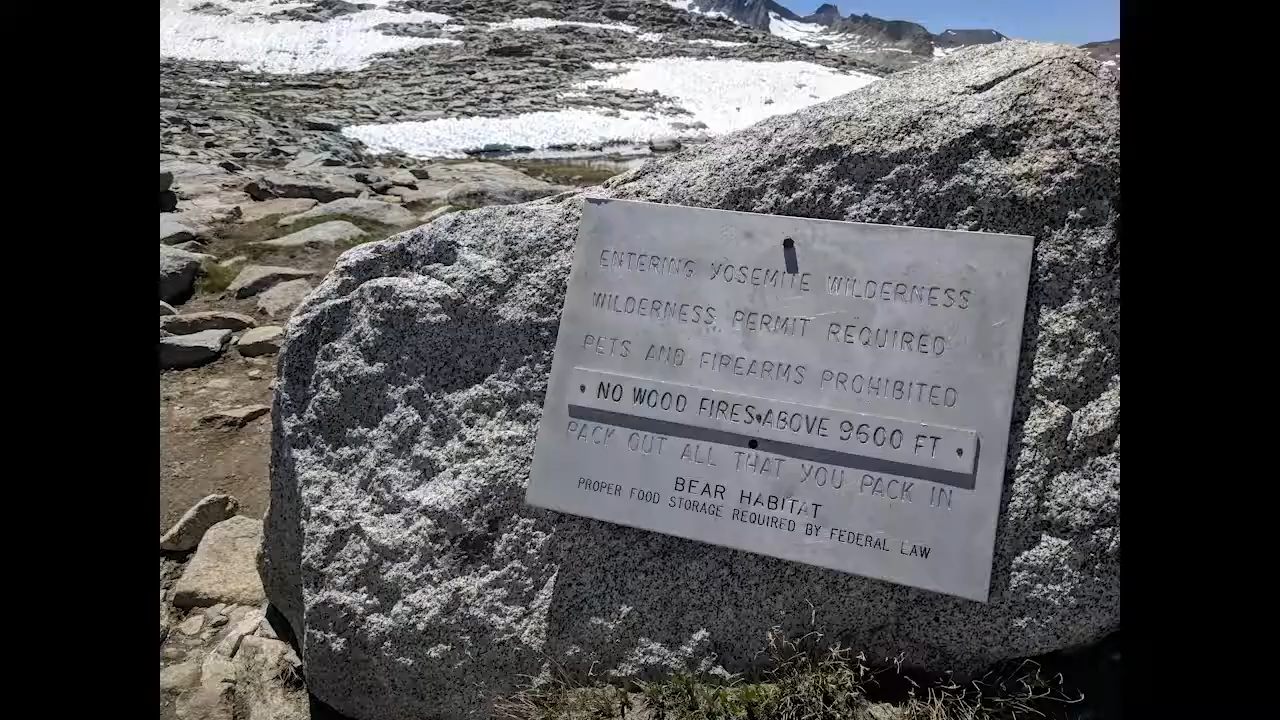 ENTERING YOSEMITE WILDERNESS
WILDERNESS PERMIT REQUIRED
PETS AND FIREARMS PROHIBITED
NO WOOD FIRES ABOVE 9600 FT
PACK OUT ALL THAT YOU PACK IN
BEAR HABITAT
PROPER FOOD STORAGE REQUIRED BY FEDERAL LAW